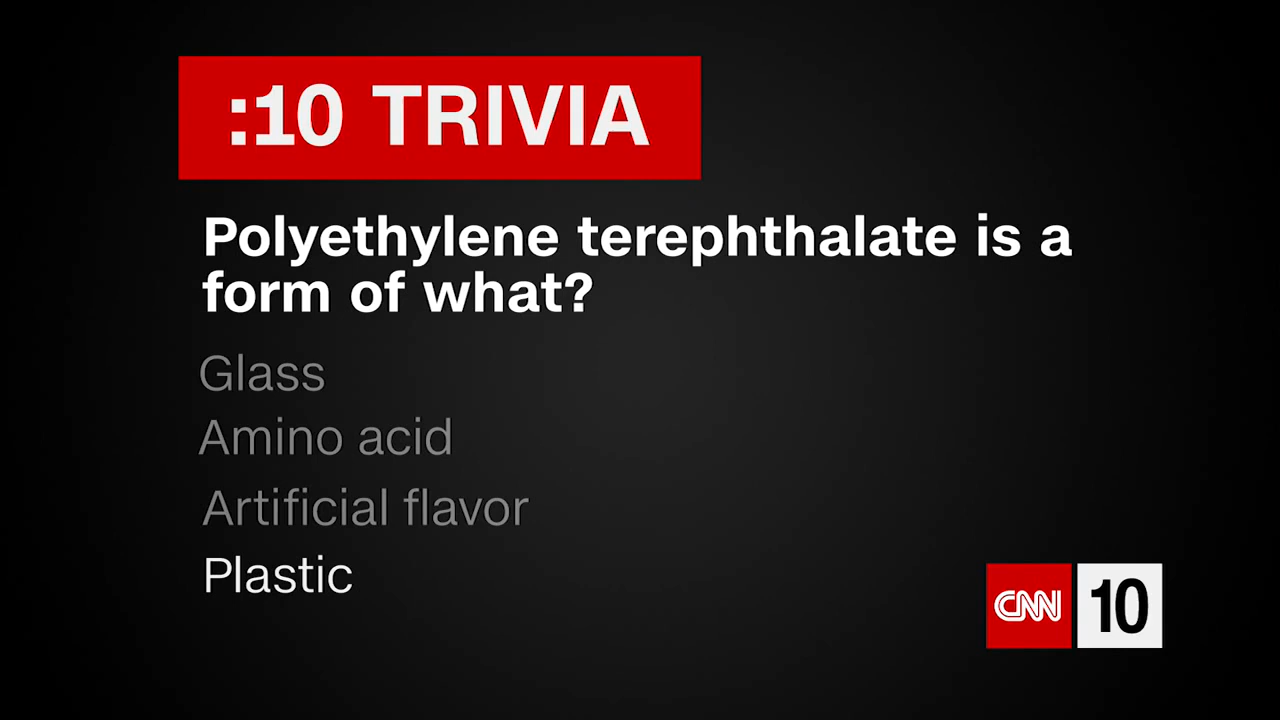 :10 TRIVIA
Polyethylene terephthalate is a
form of what?
Glass
Amino acid
Artificial flavor
Plastic
CNN 10